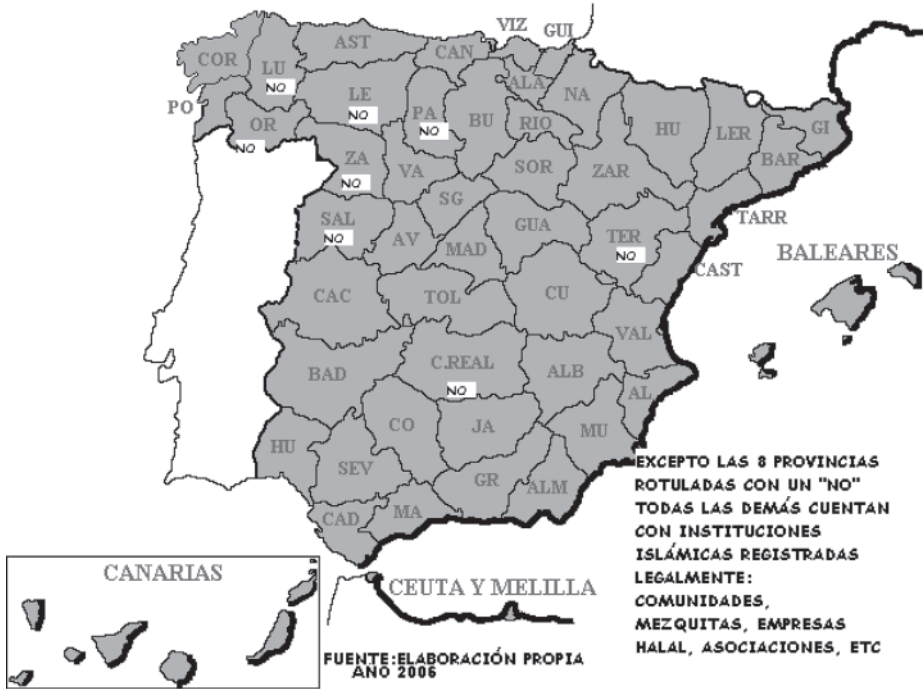 VIZ GUI
COR AST CAN
LU
NO
LE
NO
PA
NO
ALA NA
PO
OR
NO
BU RIO HU LER GI
ZA
NO
VA SOR ZAR BAR
SG
SAL
NO
AV MAD GUA
TER
NO
TARR
CAST
BALEARES
CAC TOL CU
VAL
BAD C.REAL
NO
ALB AL
HU CO JA MU
SEV GR ALM
CAD MA
EXCEPTO LAS 8 PROVINCIAS
ROTULADAS CON UN "NO"
TODAS LAS DEMÁS CUENTAN
CON INSTITUCIONES
ISLÁMICAS REGISTRADAS
LEGALMENTE:
COMUNIDADES,
MEZQUITAS, EMPRESAS
HALAL, ASOCIACIONES, ETC
CANARIAS
CEUTA Y MELILLA
FUENTE:ELABORACIÓN PROPIA
ANO 2006